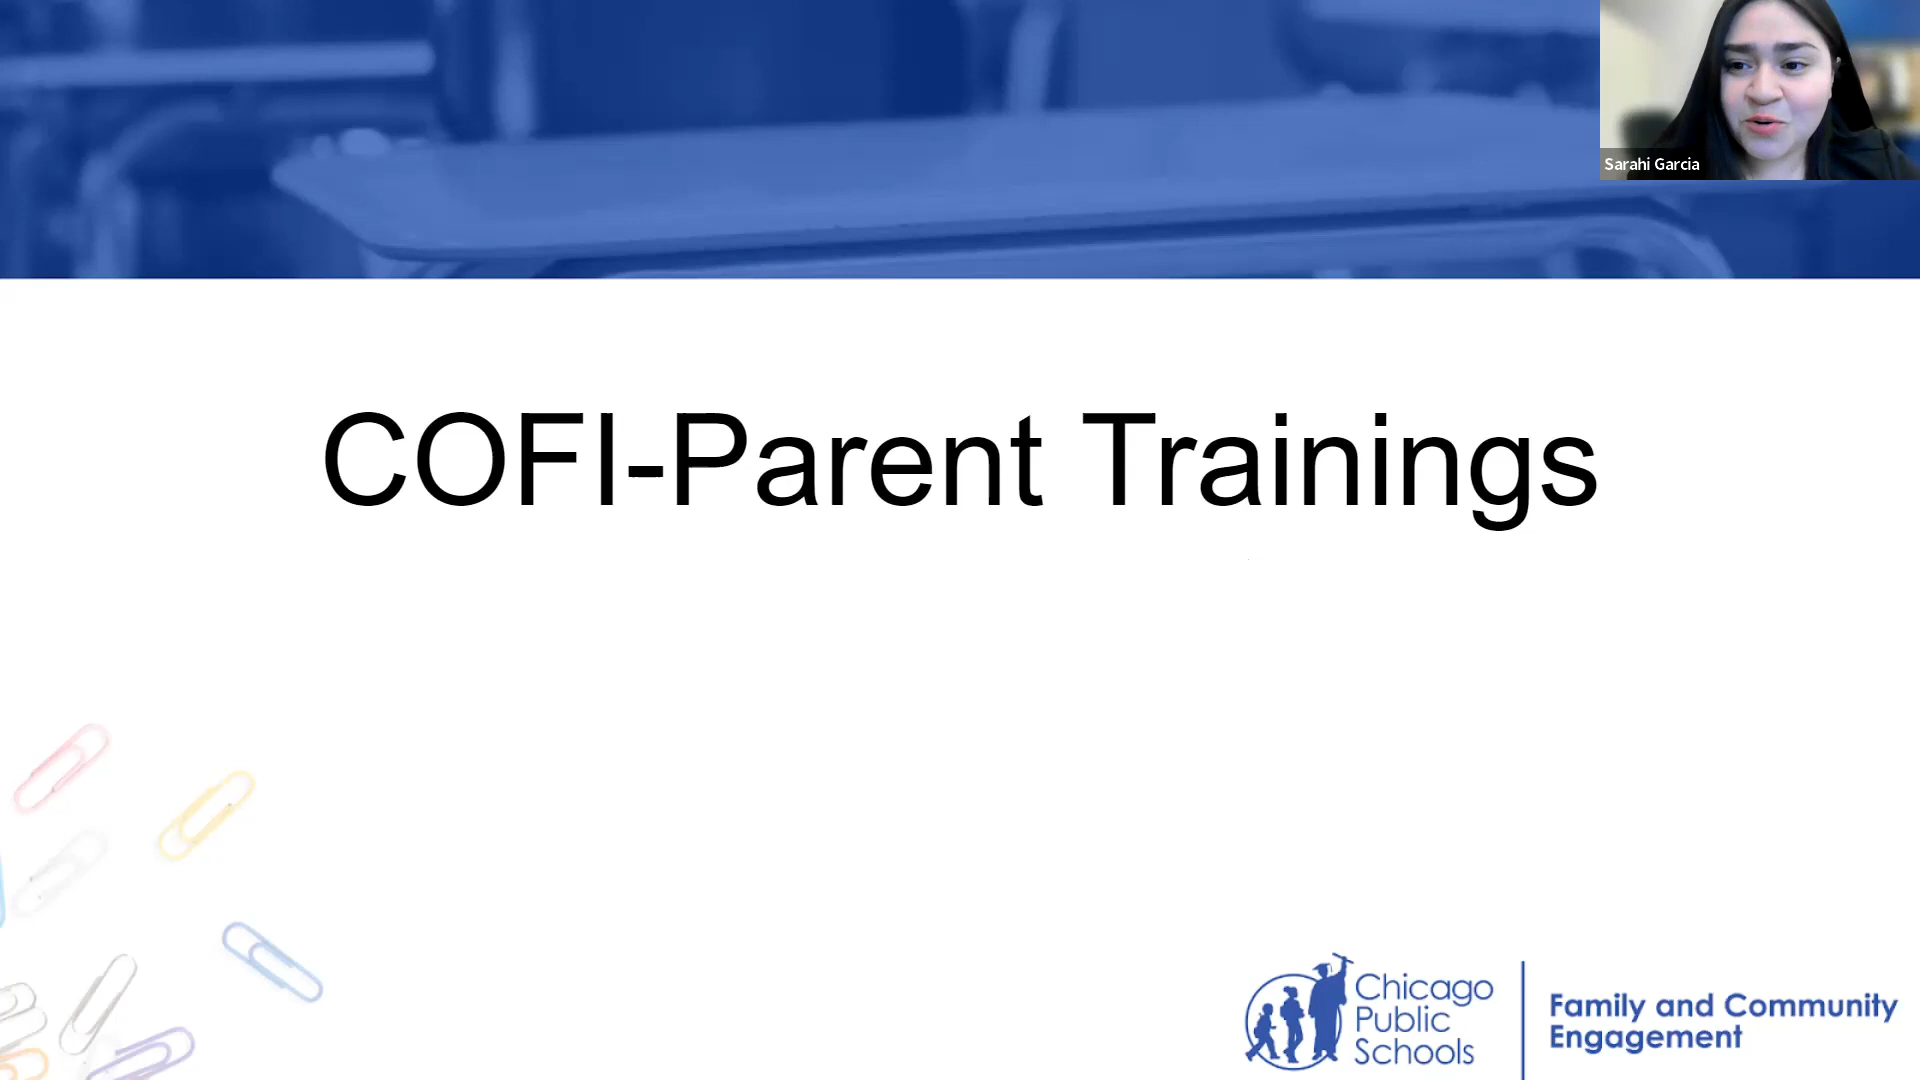 Sarahi Garcia
COFI-Parent Trainings
Chicago
Public
Schools
Family and Community
Engagement